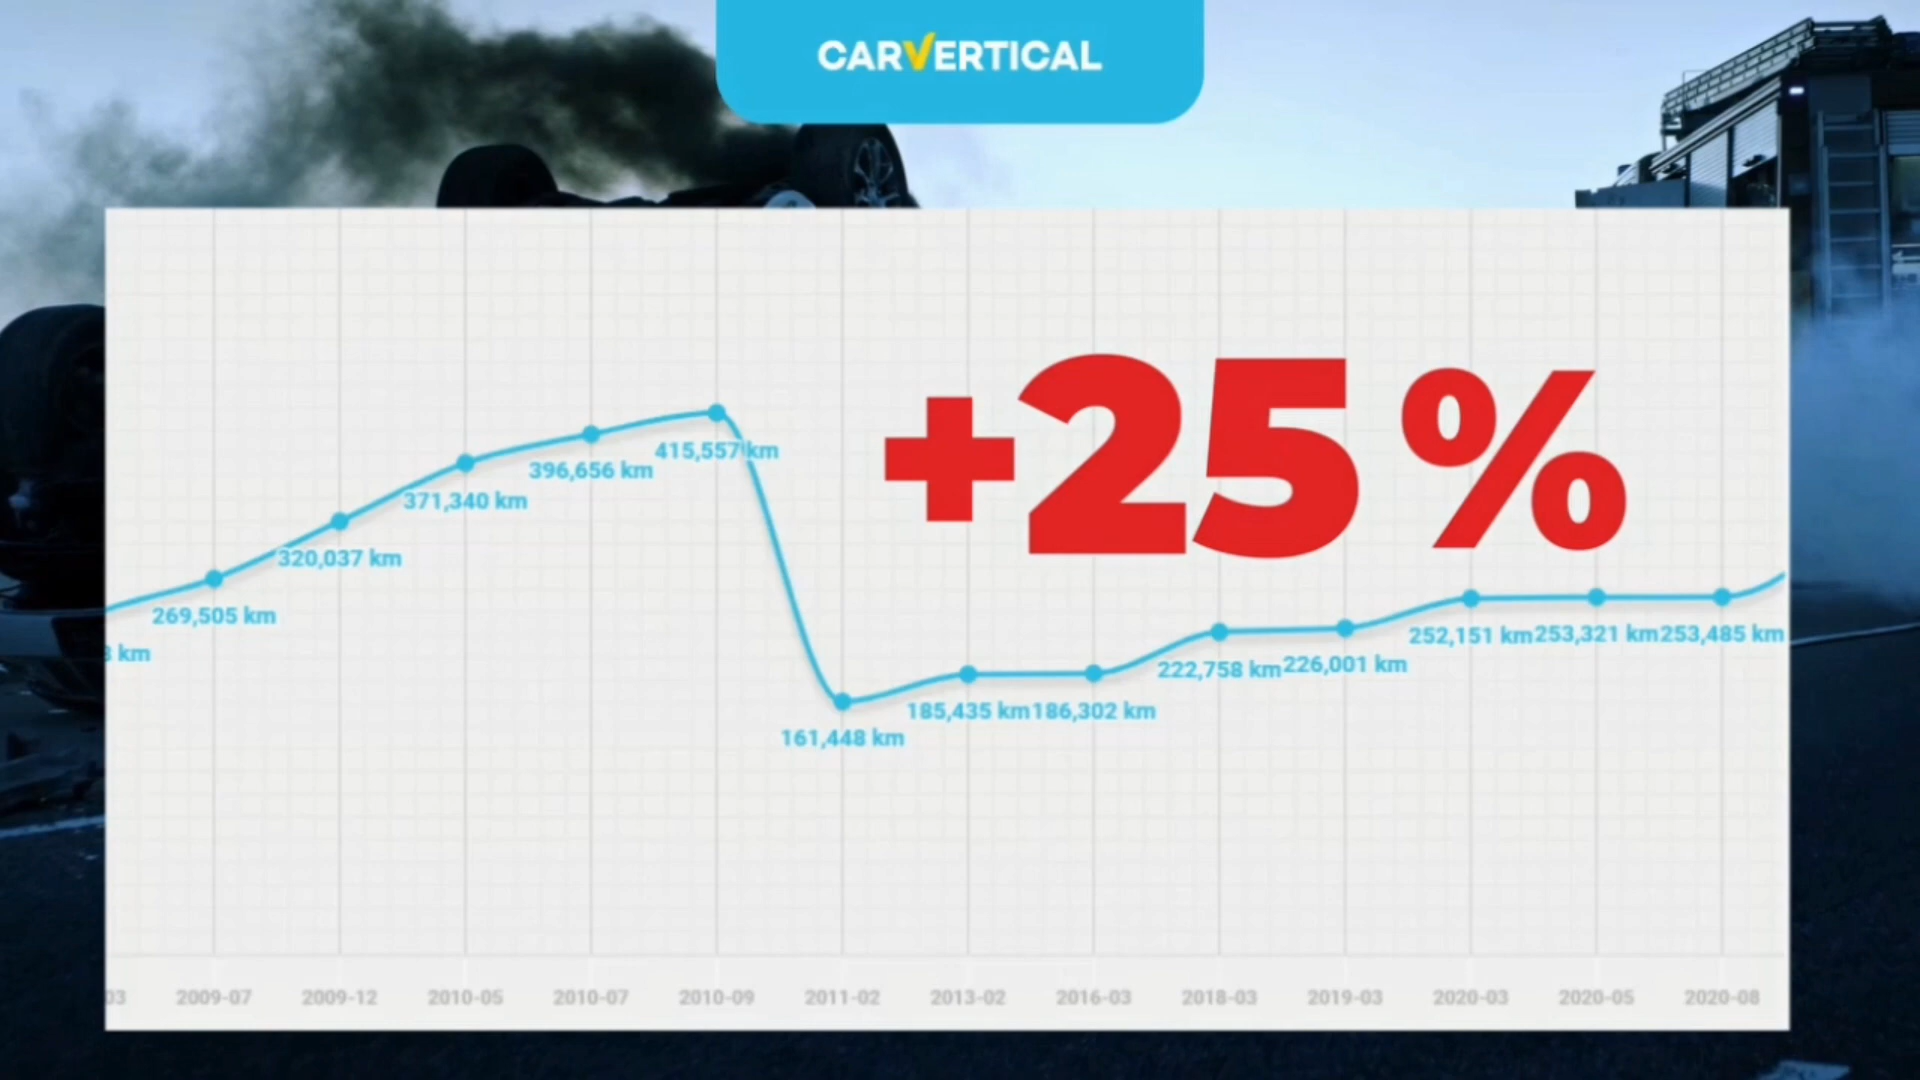 CARVERTICAL
+25%
415,557 km
396,656 km
371,340 km
320,037 km
269,505 km
km
252,151 km 253,321 km 253,485 km
222,758 km 226,001 km
185,435 km 186,302 km
161,448 km
03 2009-07 2009-12 2010-05 2010-07 2010-09 2011-02 2013-02 2016-03 2018-03 2019-03 2020-03 2020-05 2020-08